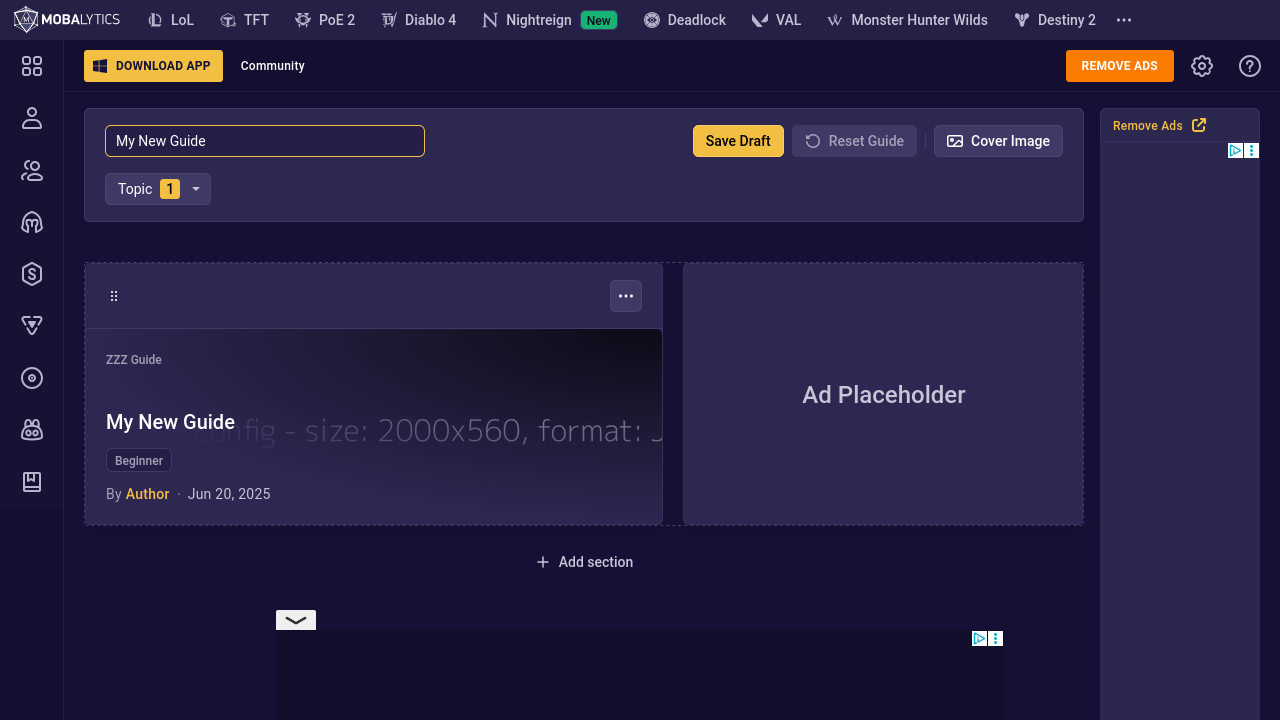 MOBALYTICS
LoL
TFT
PoE 2
Diablo 4
Nightreign New
Deadlock
VAL
Monster Hunter Wilds
Destiny 2
DOWNLOAD APP
Community
REMOVE ADS
My New Guide
Save Draft
Reset Guide
Cover Image
Remove Ads
Topic 1
ZZZ Guide
config - size: 2000x560, format: J
My New Guide
Beginner
By Author · Jun 20, 2025
Ad Placeholder
Add section